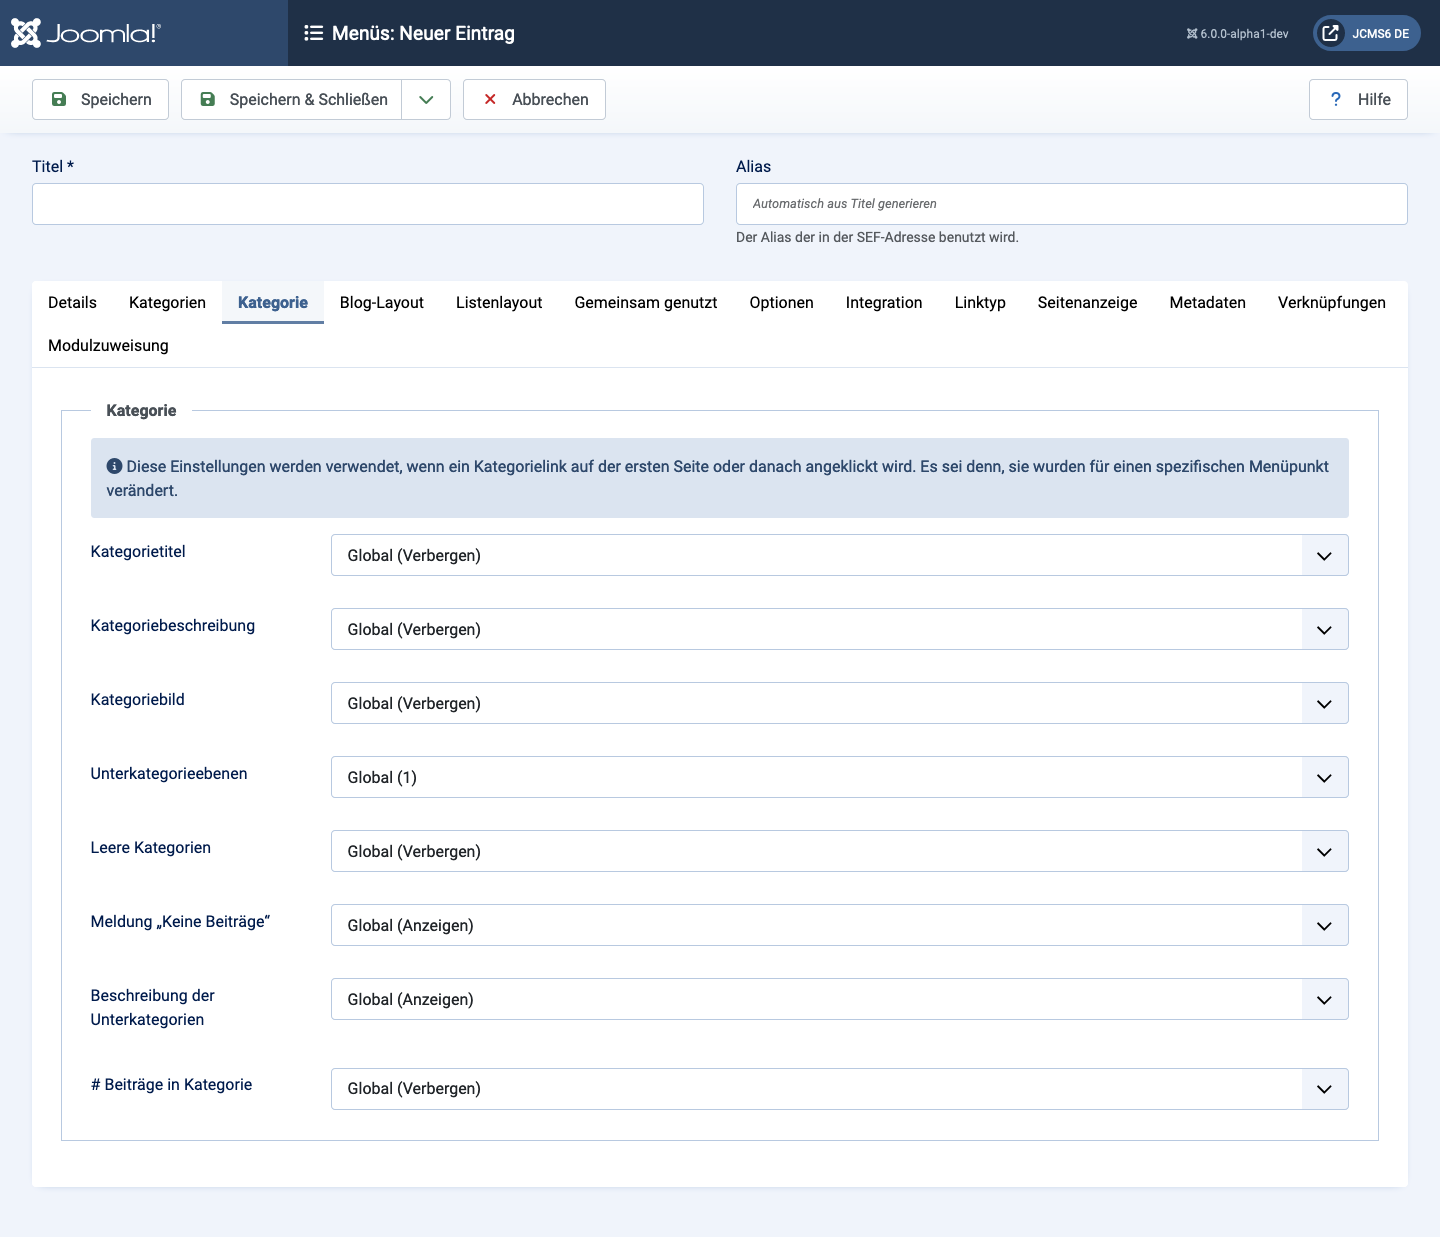 Joomla!®
Menüs: Neuer Eintrag
6.0.0-alpha1-dev
JCMS6 DE
Speichern
Speichern & Schließen
Abbrechen
? Hilfe
Titel *
Alias
Automatisch aus Titel generieren
Der Alias der in der SEF-Adresse benutzt wird.
Details Kategorien Kategorie Blog-Layout Listenlayout Gemeinsam genutzt Optionen Integration Linktyp Seitenanzeige Metadaten Verknüpfungen
Modulzuweisung
Kategorie
Diese Einstellungen werden verwendet, wenn ein Kategorielink auf der ersten Seite oder danach angeklickt wird. Es sei denn, sie wurden für einen spezifischen Menüpunkt
verändert.
Kategorietitel
Global (Verbergen)
Kategoriebeschreibung
Global (Verbergen)
Kategoriebild
Global (Verbergen)
Unterkategorieebenen
Global (1)
Leere Kategorien
Global (Verbergen)
Meldung „Keine Beiträge“
Global (Anzeigen)
Beschreibung der
Unterkategorien
Global (Anzeigen)
# Beiträge in Kategorie
Global (Verbergen)